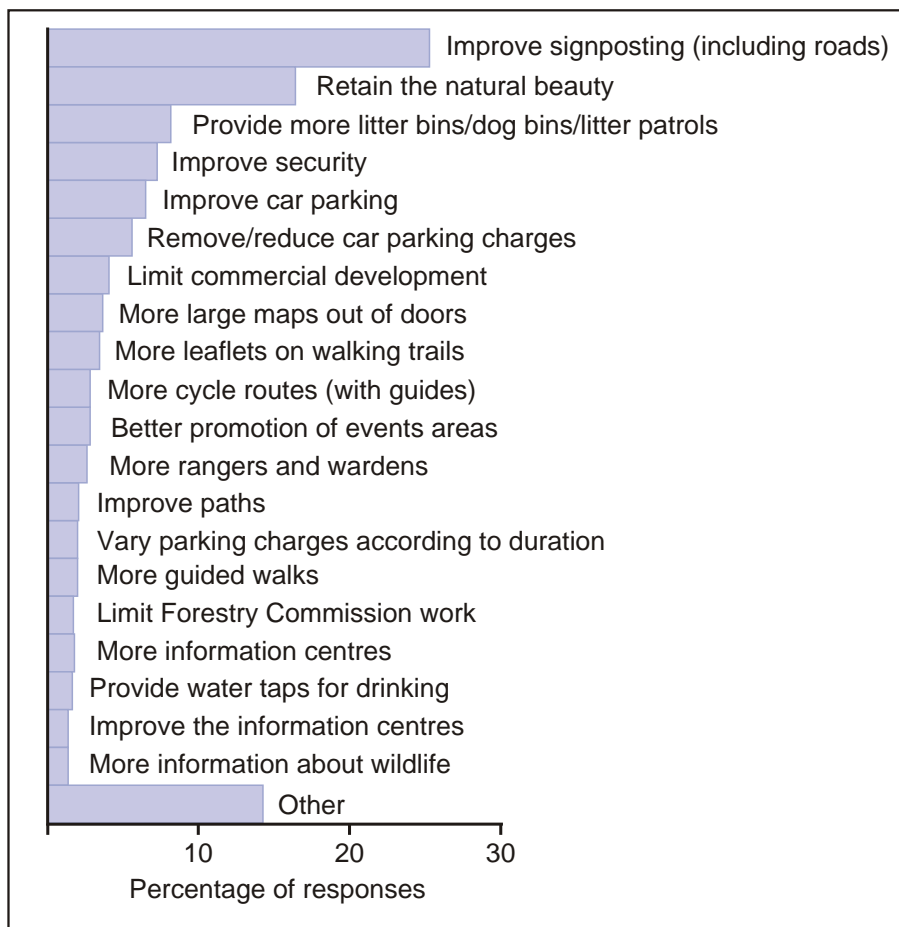 Improve signposting (including roads)
Retain the natural beauty
Provide more litter bins/dog bins/litter patrols
Improve security
Improve car parking
Remove/reduce car parking charges
Limit commercial development
More large maps out of doors
More leaflets on walking trails
More cycle routes (with guides)
Better promotion of events areas
More rangers and wardens
Improve paths
Vary parking charges according to duration
More guided walks
Limit Forestry Commission work
More information centres
Provide water taps for drinking
Improve the information centres
More information about wildlife
Other
10 20 30
Percentage of responses